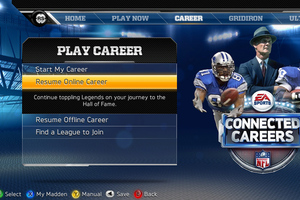 HOME
PLAY NOW
CAREER
GRIDIRON
ULTIMA
PLAY CAREER
Start My Career
Resume Online Career
Continue toppling Legends on your journey to the
Hall of Fame.
Resume Offline Career
Find a League to Join
81
EA
SPORTS
CONNECTED
CAREERS
NFL
Select
My Madden
Manual
Save
Back